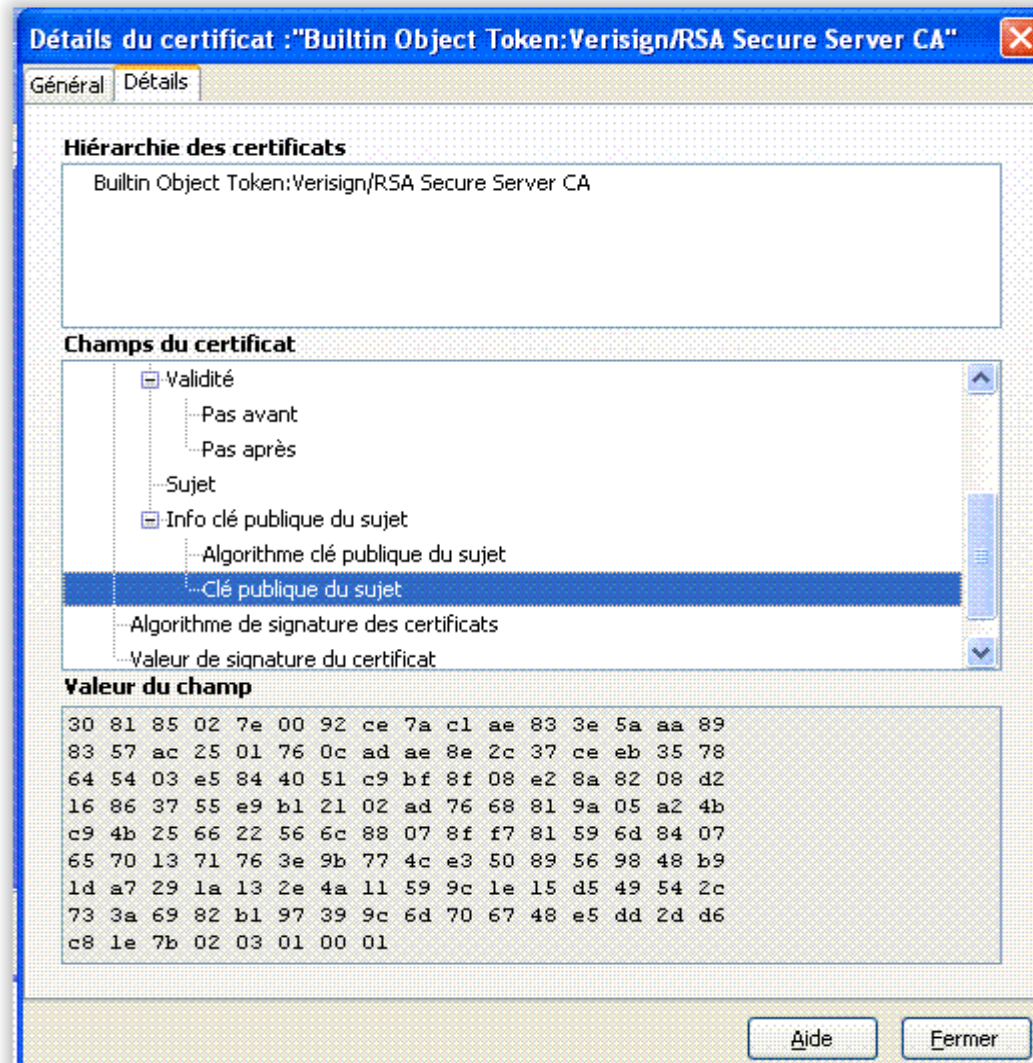 Détails du certificat :"Builtin Object Token:Verisign/RSA Secure Server CA"
Général Détails
Hiérarchie des certificats
Builtin Object Token:Verisign/RSA Secure Server CA
Champs du certificat
Validité
Pas avant
Pas après
Sujet
Info clé publique du sujet
Algorithme clé publique du sujet
Clé publique du sujet
Algorithme de signature des certificats
Valeur de signature du certificat
Valeur du champ
30 81 85 02 7e 00 92 ce 7a c1 ae 83 3e 5a aa 89
83 57 ac 25 01 76 0c ad ae 8e 2c 37 ce eb 35 78
64 54 03 e5 84 40 51 c9 bf 8f 08 e2 8a 82 08 d2
16 86 37 55 e9 b1 21 02 ad 76 68 81 9a 05 a2 4b
c9 4b 25 66 22 56 6c 88 07 8f f7 81 59 6d 84 07
65 70 13 71 76 3e 9b 77 4c e3 50 89 56 98 48 b9
1d a7 29 1a 13 2e 4a 11 59 9c 1e 15 d5 49 54 2c
73 3a 69 82 b1 97 39 9c 6d 70 67 48 e5 dd 2d d6
c8 1e 7b 02 03 01 00 01
Aide Fermer